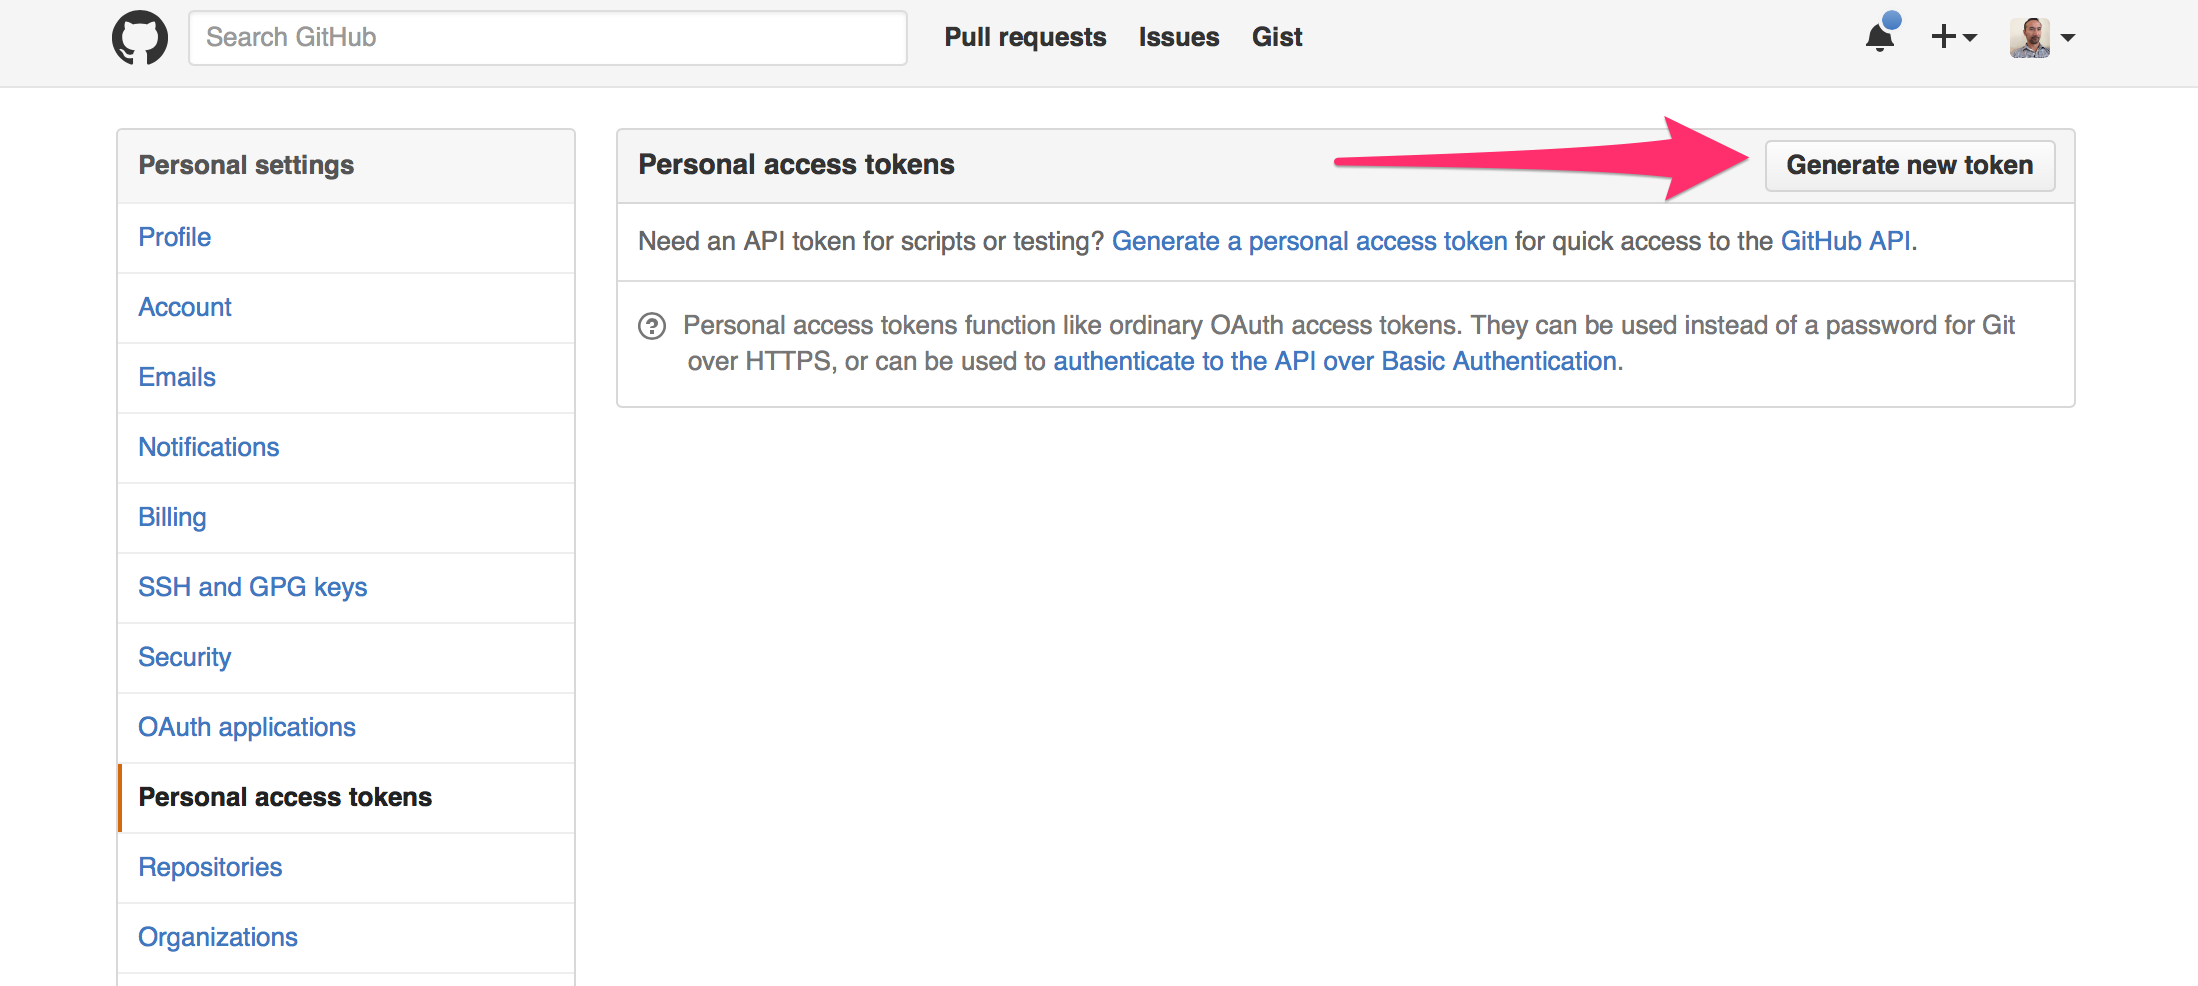 Search GitHub
Pull requests
Issues
Gist
Personal settings
Profile
Account
Emails
Notifications
Billing
SSH and GPG keys
Security
OAuth applications
Personal access tokens
Repositories
Organizations
Personal access tokens
Generate new token
Need an API token for scripts or testing? Generate a personal access token for quick access to the GitHub API.
Personal access tokens function like ordinary OAuth access tokens. They can be used instead of a password for Git
over HTTPS, or can be used to authenticate to the API over Basic Authentication.